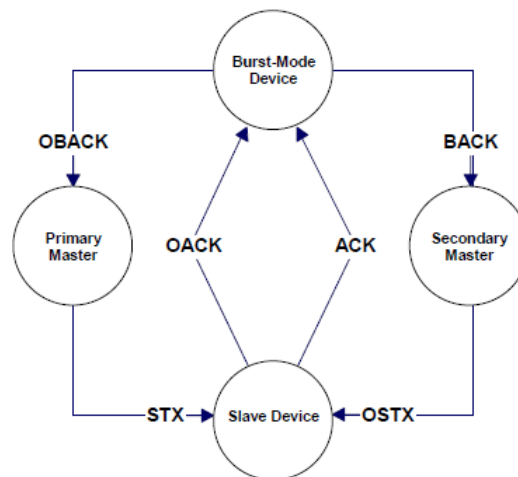 Burst-Mode
Device
OBACK
BACK
Primary
Master
OACK
ACK
Secondary
Master
STX
Slave Device
OSTX